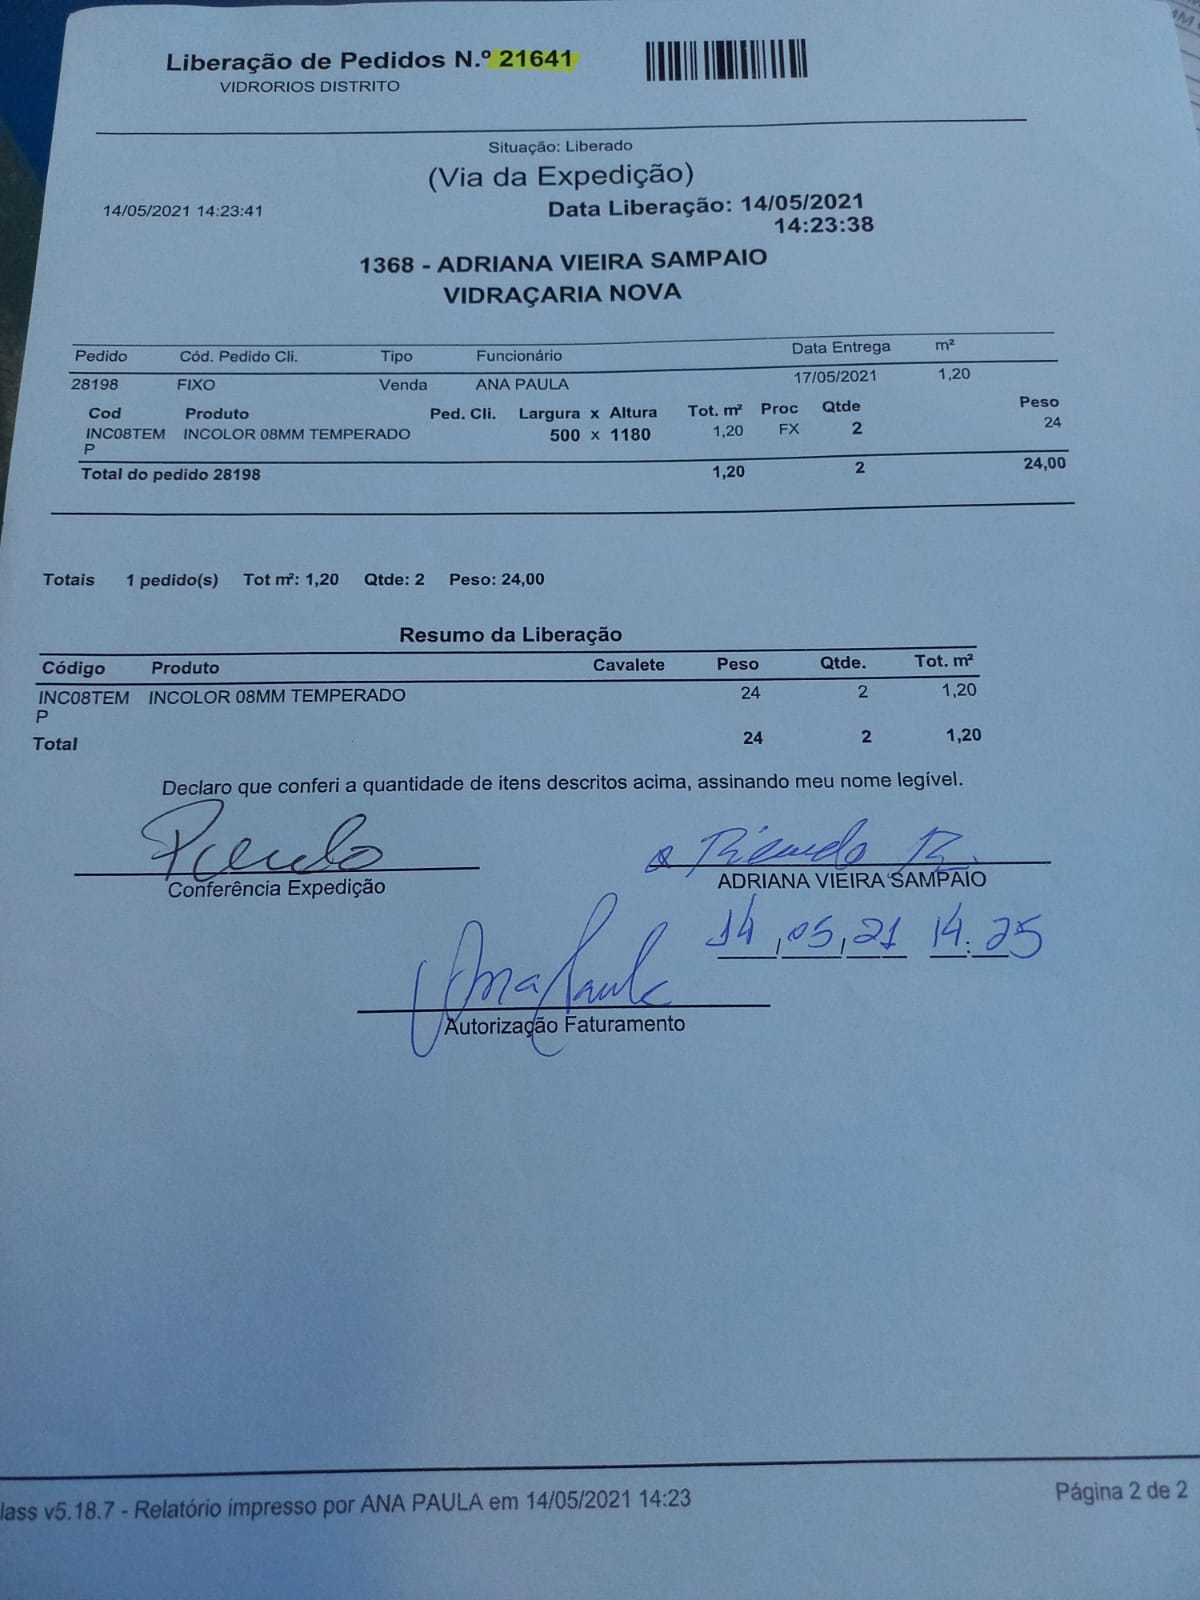 Liberação de Pedidos N.º 21641
VIDRORIOS DISTRITO
Situação: Liberado
(Via da Expedição)
14/05/2021 14:23:41
Data Liberação: 14/05/2021
14:23:38
1368 - ADRIANA VIEIRA SAMPAIO
VIDRAÇARIA NOVA
Pedido Cód. Pedido Cli. Tipo Funcionário Data Entrega m²
28198 FIXO Venda ANA PAULA 17/05/2021 1,20
Cod Produto Ped. Cli. Largura x Altura Tot. m² Proc Qtde Peso
INC08TEM INCOLOR 08MM TEMPERADO 500 x 1180 1,20 FX 2 24
P
Total do pedido 28198 1,20 2 24,00
Totais 1 pedido(s) Tot m²: 1,20 Qtde: 2 Peso: 24,00
Resumo da Liberação
Código Produto Cavalete Peso Qtde. Tot. m²
INC08TEM INCOLOR 08MM TEMPERADO 24 2 1,20
P
Total 24 2 1,20
Declaro que conferi a quantidade de itens descritos acima, assinando meu nome legível.
Conferência Expedição
ADRIANA VIEIRA SAMPAIO
14,05,21 14:25
Ana Paula
Autorização Faturamento
lass v5.18.7 - Relatório impresso por ANA PAULA em 14/05/2021 14:23
Página 2 de 2